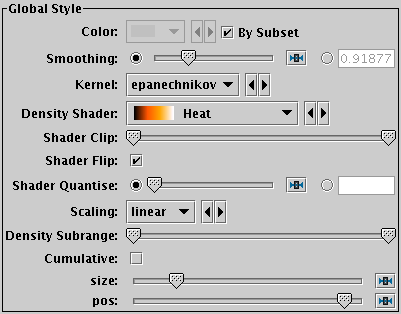 Global Style
Color: By Subset
Smoothing: 0.91877
Kernel: epanechnikov
Density Shader: Heat
Shader Clip:
Shader Flip:
Shader Quantise:
Scaling: linear
Density Subrange:
Cumulative:
size:
pos: